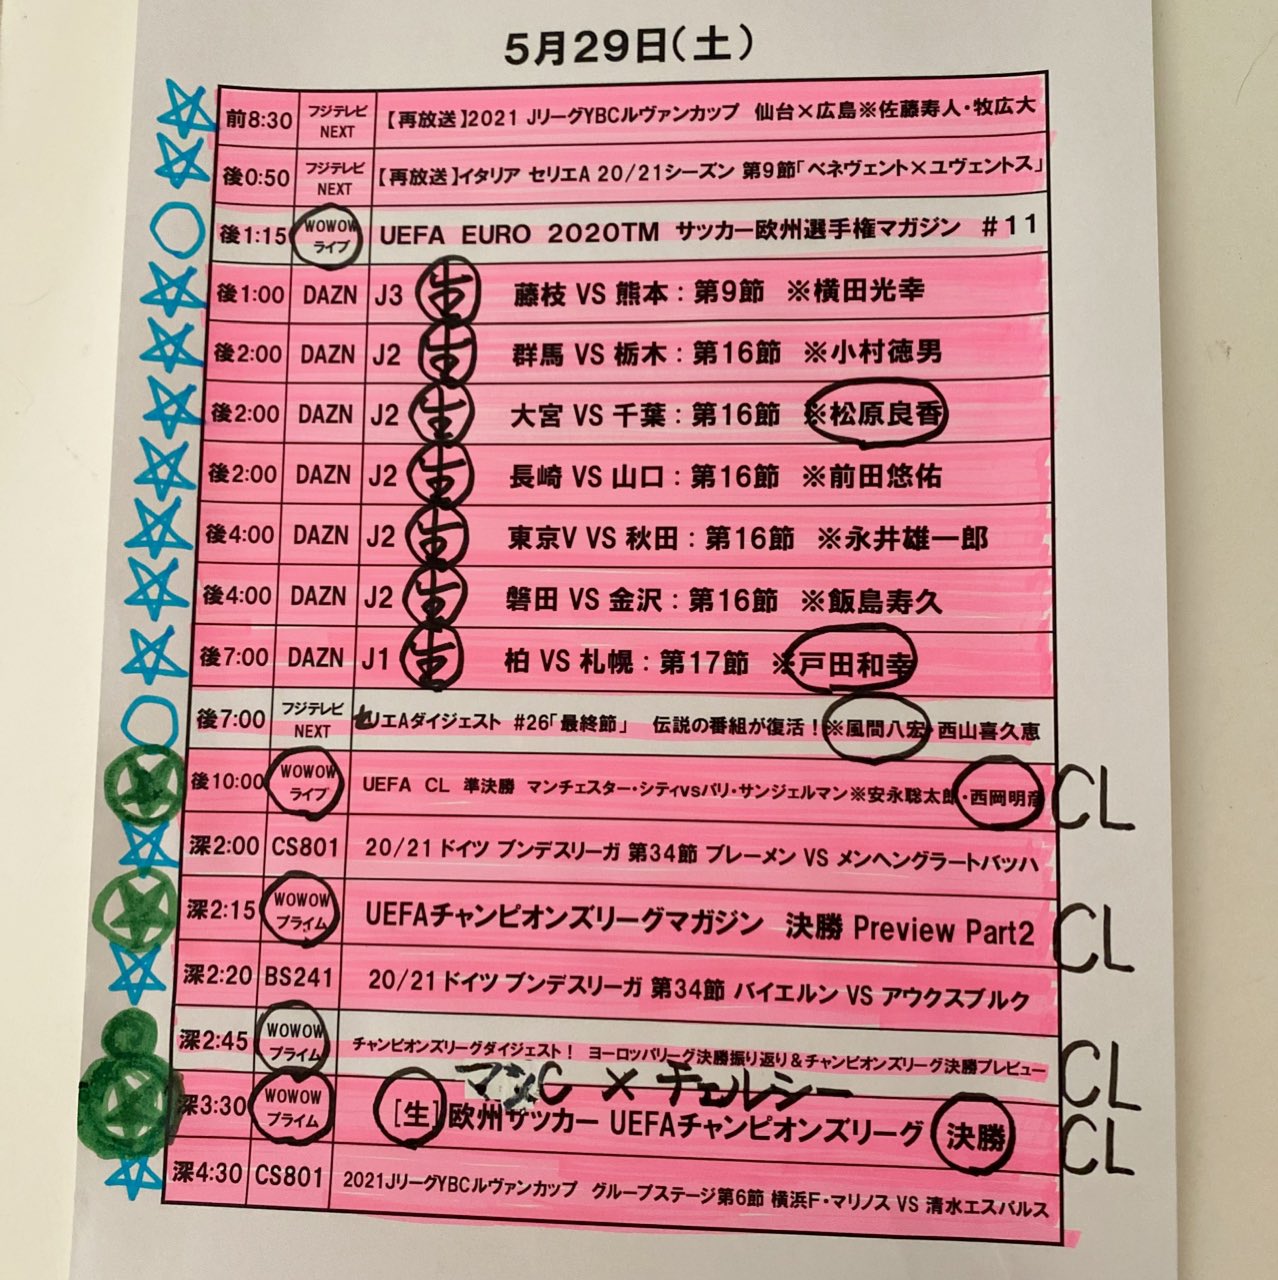 5月29日(土)
前8:30 フジテレビNEXT 【再放送】2021 JリーグYBCルヴァンカップ 仙台×広島※佐藤寿人・牧広大
後0:50 フジテレビNEXT 【再放送】イタリア セリエA 20/21シーズン 第9節「ベネヴェント×ユヴェントス」
後1:15 WOWOWライブ UEFA EURO 2020TM サッカー欧州選手権マガジン #11
後1:00 DAZN J3 生 藤枝 VS 熊本:第9節 ※横田光幸
後2:00 DAZN J2 生 群馬 VS 栃木:第16節 ※小村徳男
後2:00 DAZN J2 生 大宮 VS 千葉:第16節 ※松原良香
後2:00 DAZN J2 生 長崎 VS 山口:第16節 ※前田悠佑
後4:00 DAZN J2 生 東京V VS 秋田:第16節 ※永井雄一郎
後4:00 DAZN J2 生 磐田 VS 金沢:第16節 ※飯島寿久
後7:00 DAZN J1 生 柏 VS 札幌:第17節 ※戸田和幸
後7:00 フジテレビNEXT セリエAダイジェスト #26「最終節」 伝説の番組が復活!※風間八宏・西山喜久恵
後10:00 WOWOWライブ UEFA CL 準決勝 マンチェスター・シティvsパリ・サンジェルマン※安永聡太郎・西岡明彦 CL
深2:00 CS801 20/21 ドイツ ブンデスリーガ 第34節 ブレーメン VS メンヘングラートバッハ
深2:15 WOWOWプライム UEFAチャンピオンズリーグマガジン 決勝 Preview Part2 CL
深2:20 BS241 20/21 ドイツ ブンデスリーガ 第34節 バイエルン VS アウクスブルク
深2:45 WOWOWプライム チャンピオンズリーグダイジェスト! ヨーロッパリーグ決勝振り返り&チャンピオンズリーグ決勝プレビュー CL
マンC × チェルシー
深3:30 WOWOWプライム [生]欧州サッカー UEFAチャンピオンズリーグ 決勝 CL
深4:30 CS801 2021JリーグYBCルヴァンカップ グループステージ第6節 横浜F・マリノス VS 清水エスパルス